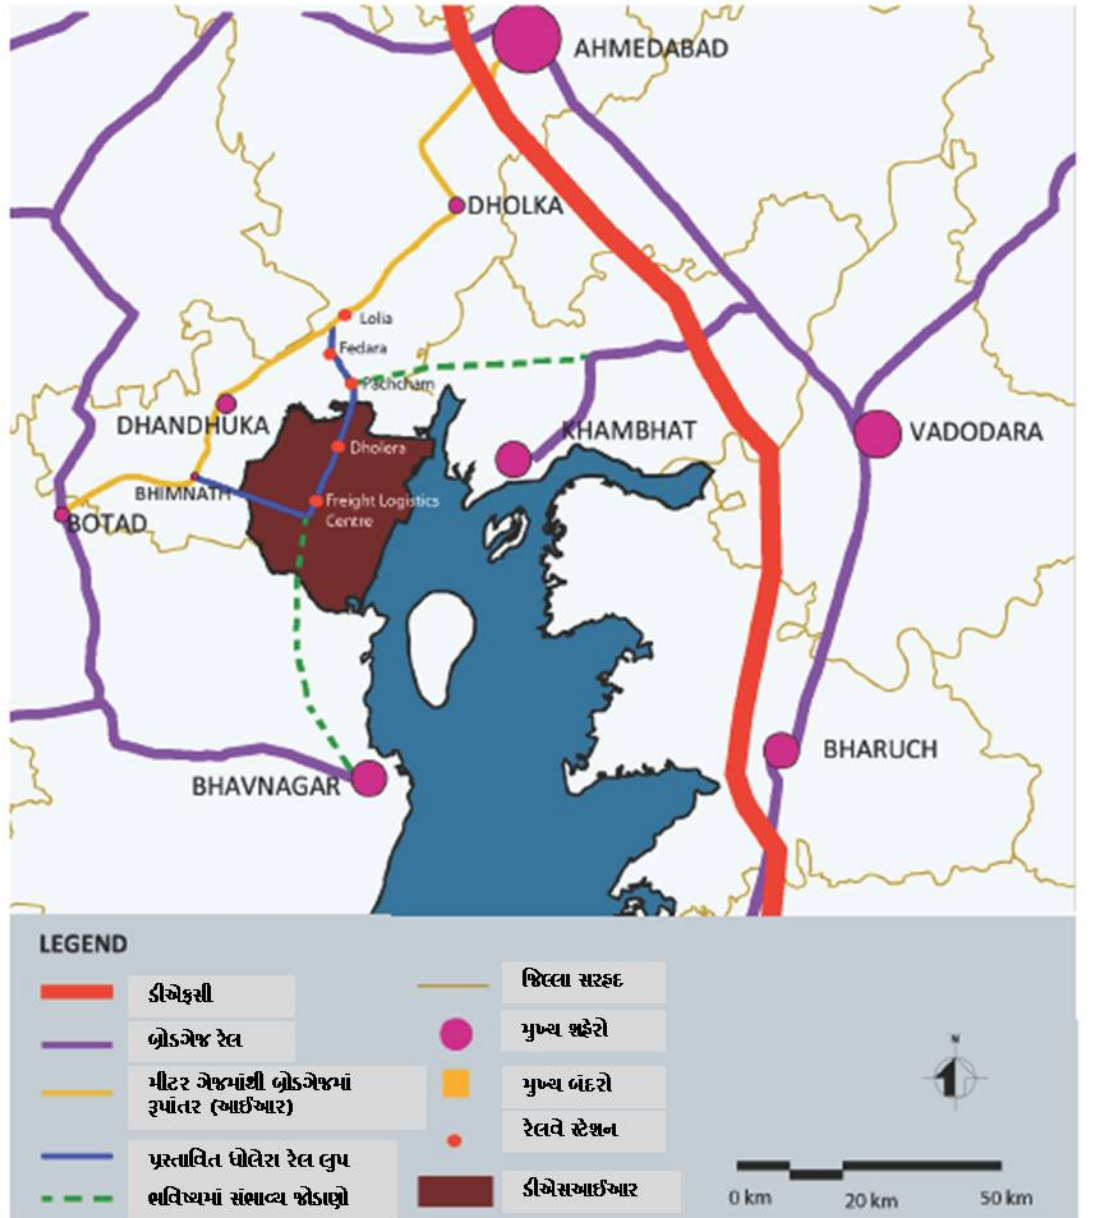 AHMEDABAD
DHOLKA
Lolia
Fedara
Pachcham
DHANDHUKA
KHAMBHAT
VADODARA
Dholera
BHIMNATH
Freight Logistics
Centre
BOTAD
BHARUCH
BHAVNAGAR
LEGEND
ડીએફસી
બ્રોડગેજ રેલ
મીટર ગેજમાંથી બ્રોડગેજમાં
રૂપાંતર (આઈઆર)
પ્રસ્તાવિત ધોલેરા રેલ લુપ
ભવિષ્યમાં સંભાવ્ય જોડાણો
જિલ્લા સરહદ
મુખ્ય શહેરો
મુખ્ય બંદરો
રેલવે સ્ટેશન
ડીએસઆઈઆર
N
0 km 20 km 50 km